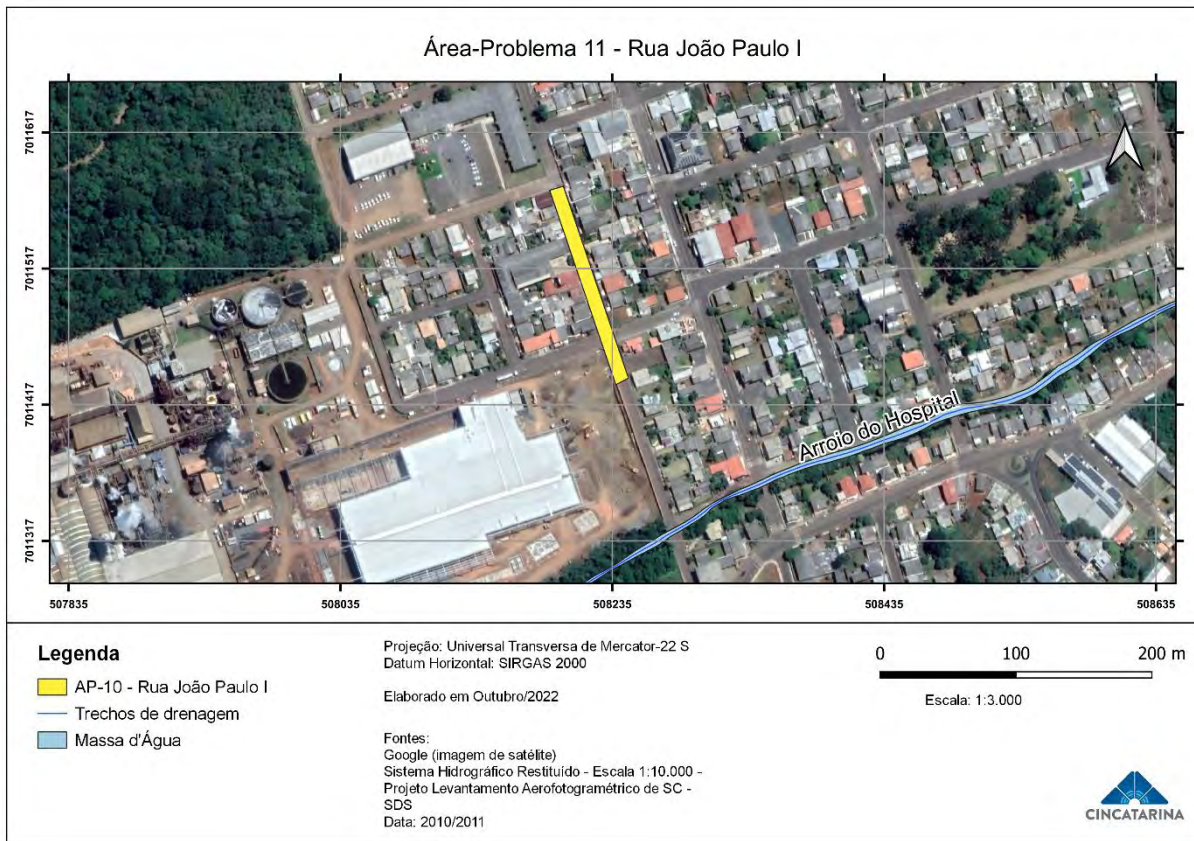 Área-Problema 11 - Rua João Paulo I
7011617
7011517
7011417
7011317
Arroio do Hospital
507835
508035
508235
508435
508635
Legenda
AP-10 - Rua João Paulo I
Trechos de drenagem
Massa d'Água
Projeção: Universal Transversa de Mercator-22 S
Datum Horizontal: SIRGAS 2000
Elaborado em Outubro/2022
Fontes:
Google (imagem de satélite)
Sistema Hidrográfico Restituído - Escala 1:10.000 -
Projeto Levantamento Aerofotogramétrico de SC -
SDS
Data: 2010/2011
0 100 200 m
Escala: 1:3.000
CINCATARINA